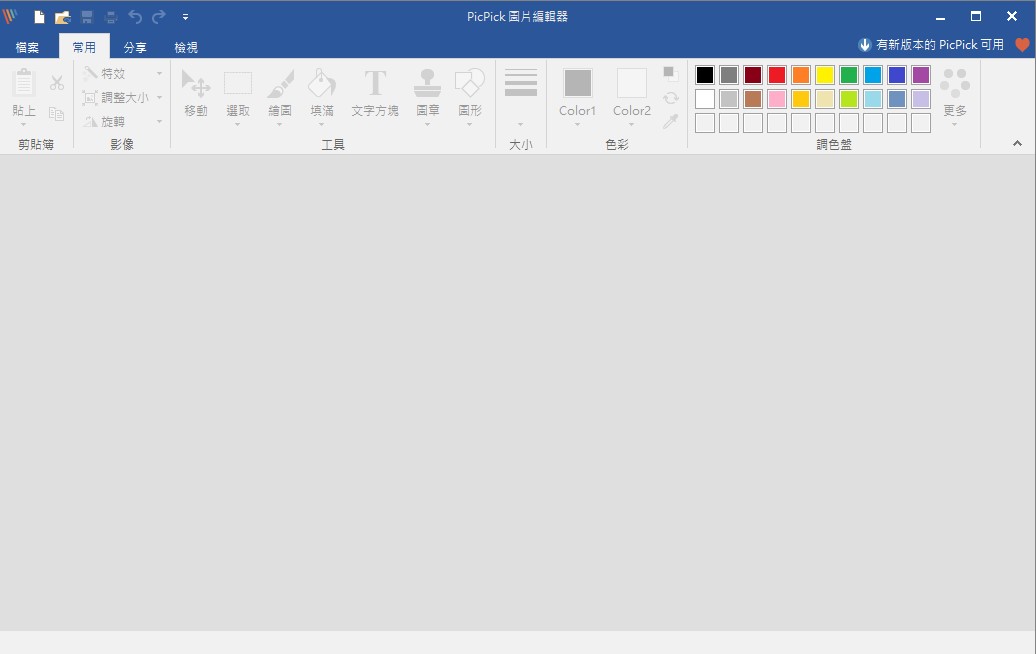 PicPick 圖片編輯器
檔案 常用 分享 檢視 有新版本的 PicPick 可用
貼上
特效
調整大小
旋轉
移動 選取 繪圖 填滿 文字方塊 圖章 圖形
Color1 Color2
更多
剪貼簿 影像 工具 大小 色彩 調色盤